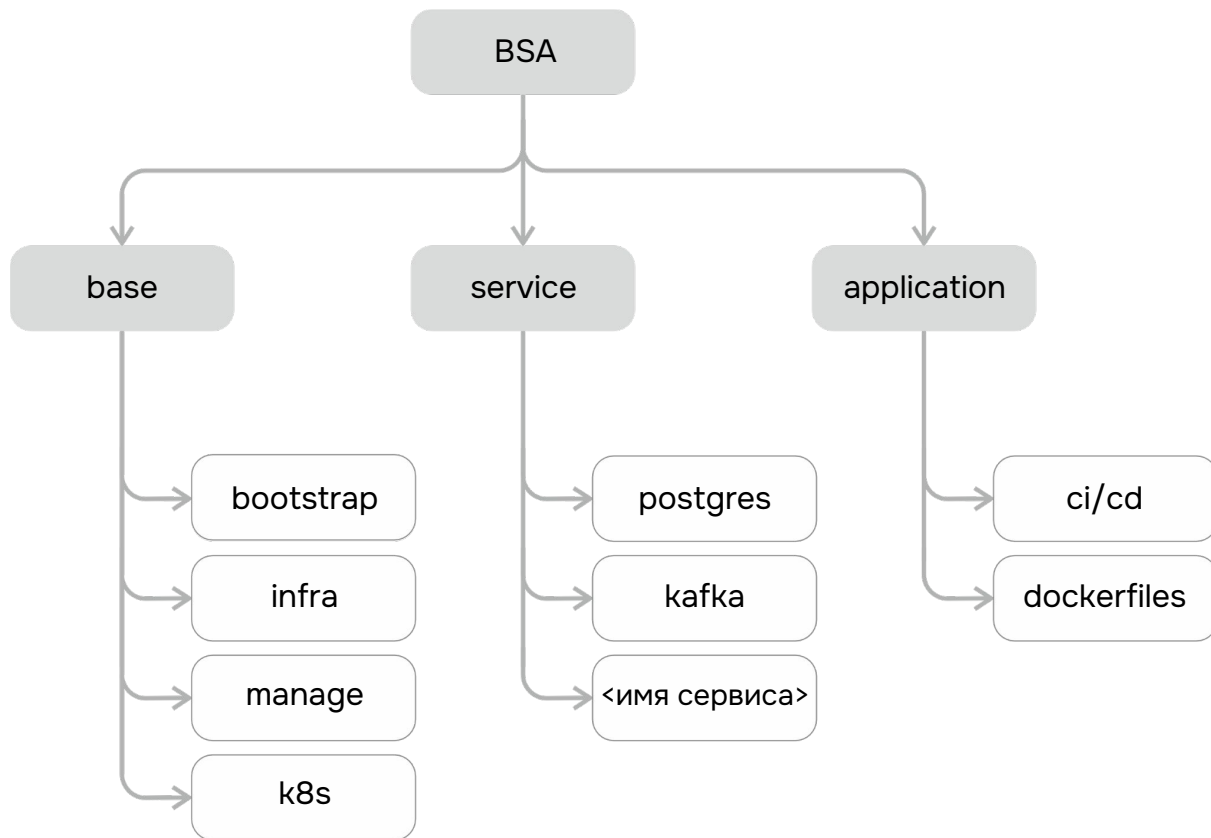 BSA
base
service
application
bootstrap
infra
manage
k8s
postgres
kafka
<имя сервиса>
ci/cd
dockerfiles